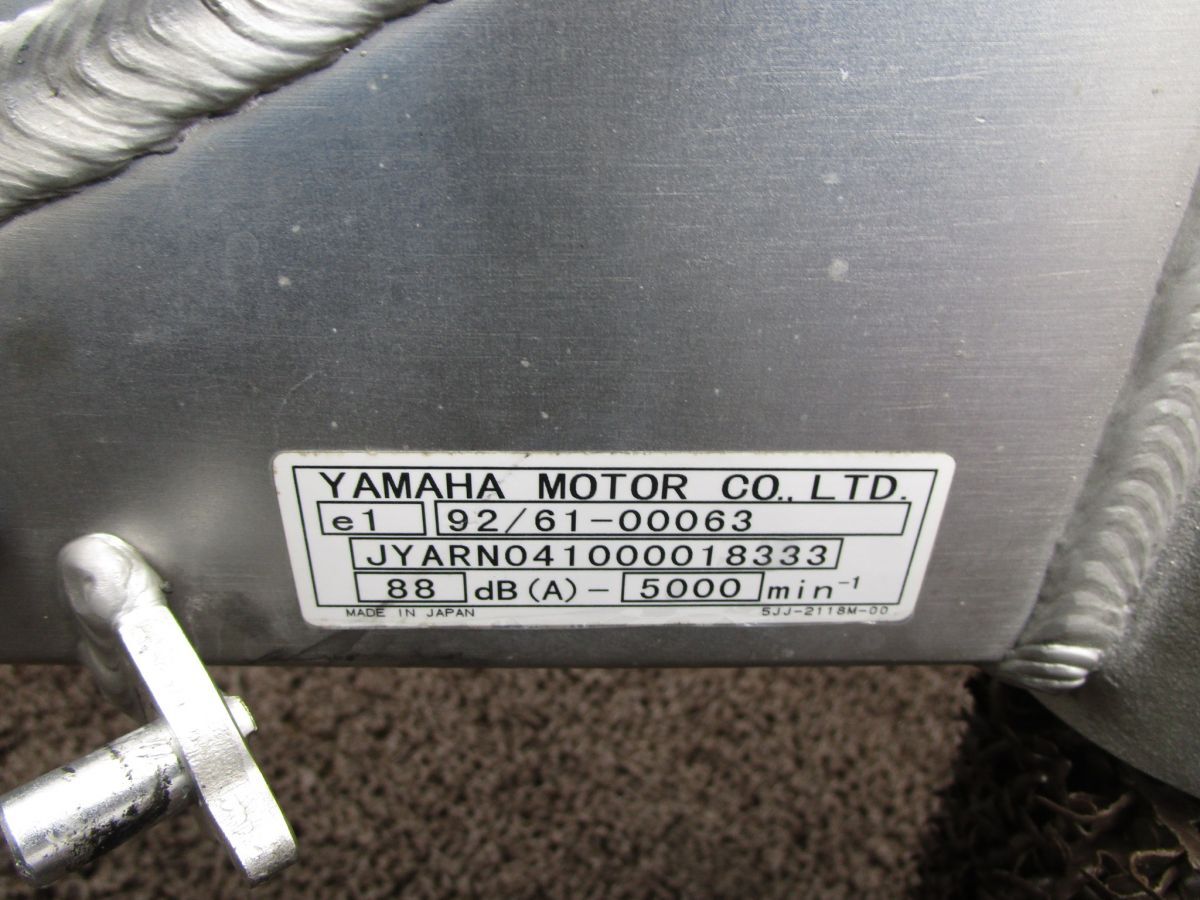 YAMAHA MOTOR CO., LTD.
e1 92/61-00063
JYARN041000018333
88 dB(A) - 5000 min⁻¹
MADE IN JAPAN 5JJ-2118M-00